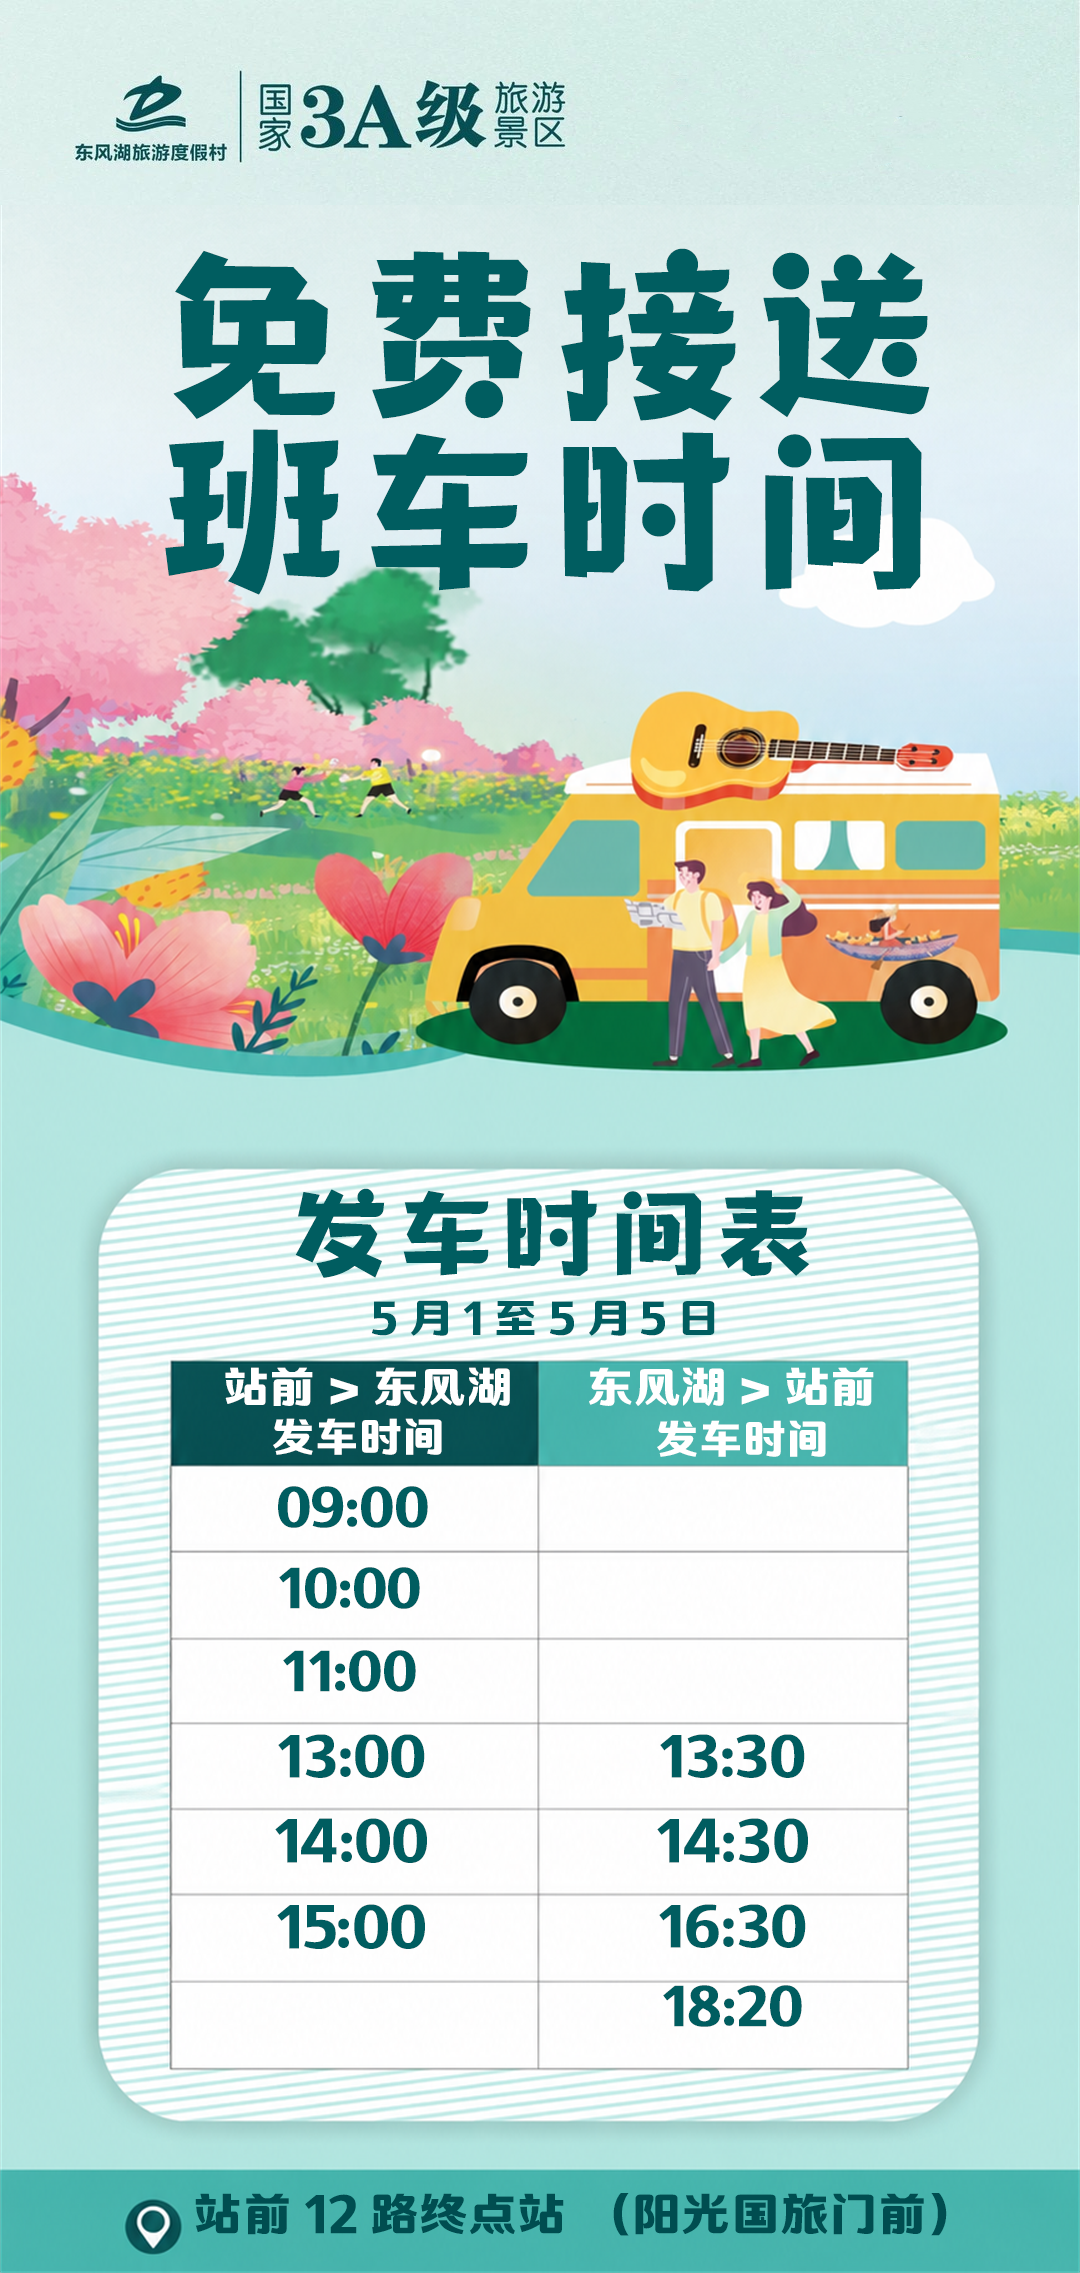 东风湖旅游度假村
国家3A级旅游景区
免费接送
班车时间
发车时间表
5月1至5月5日
站前 > 东风湖
发车时间
东风湖 > 站前
发车时间
09:00
10:00
11:00
13:00 13:30
14:00 14:30
15:00 16:30
18:20
站前12路终点站 （阳光国旅门前）